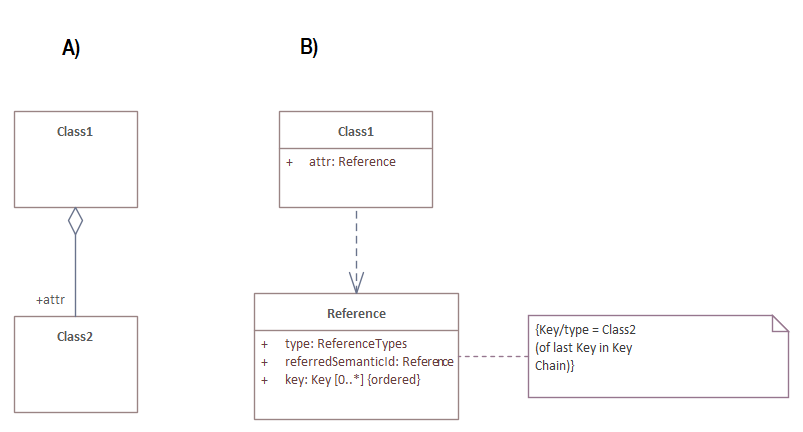 A)
B)
Class1
+attr
Class2
Class1
+ attr: Reference
Reference
+ type: ReferenceTypes
+ referredSemanticId: Reference
+ key: Key [0..*] {ordered}
{Key/type = Class2
(of last Key in Key
Chain)}